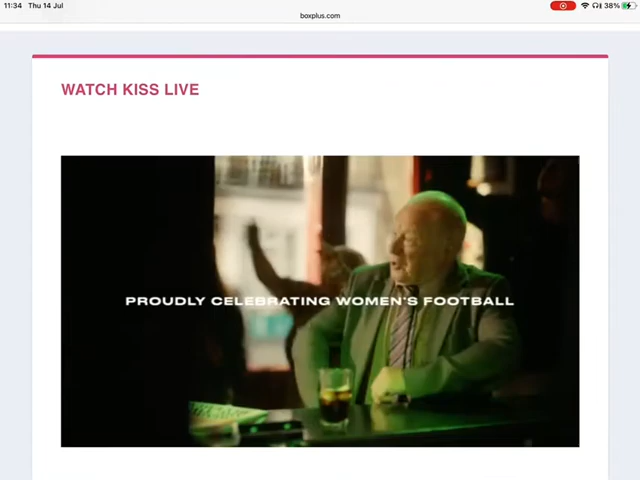 11:34 Thu 14 Jul
38%
boxplus.com
WATCH KISS LIVE
PROUDLY CELEBRATING WOMEN'S FOOTBALL